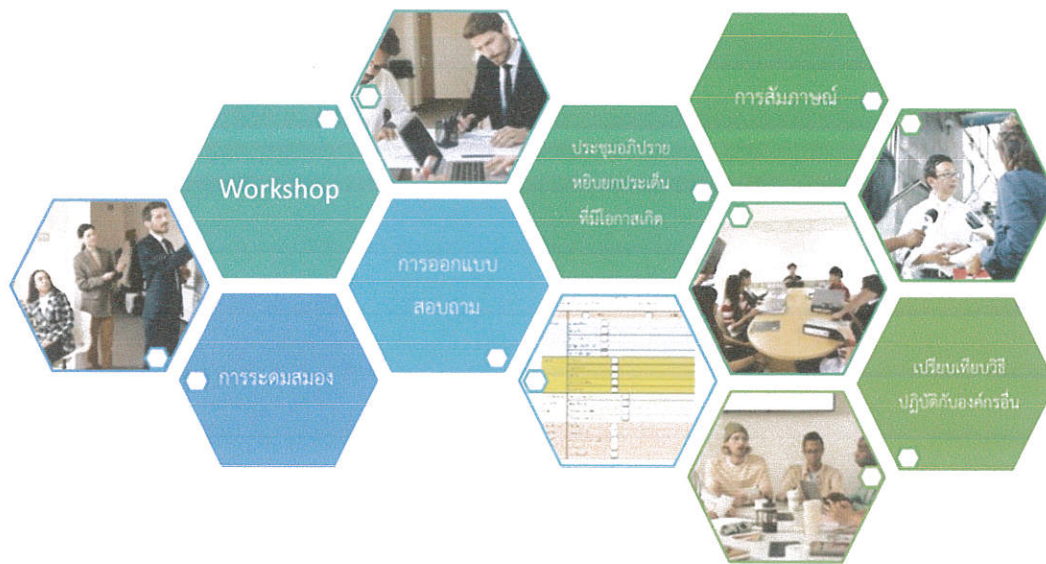 การสัมภาษณ์
ประชุมอภิปราย
หยิบยกประเด็น
ที่มีโอกาสเกิด
Workshop
การออกแบบ
สอบถาม
การระดมสมอง
เปรียบเทียบวิธี
ปฏิบัติกับองค์กรอื่น